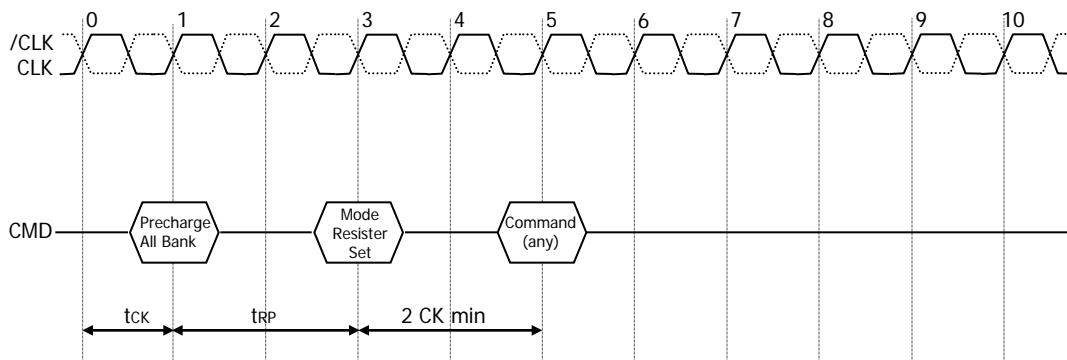 0 1 2 3 4 5 6 7 8 9 10
/CLK
CLK
CMD
Precharge
All Bank
Mode
Resister
Set
Command
(any)
tCK
tRP
2 CK min